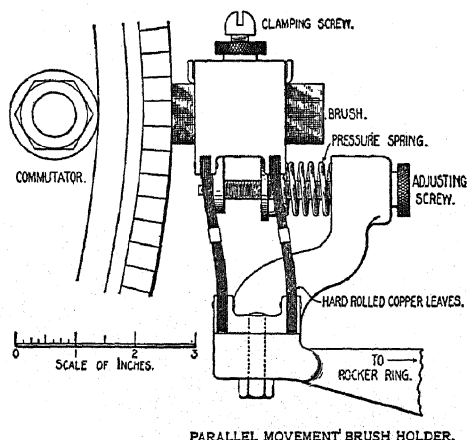 CLAMPING SCREW.
BRUSH.
PRESSURE SPRING.
COMMUTATOR.
ADJUSTING
SCREW.
HARD ROLLED COPPER LEAVES.
0 1 2 3
SCALE OF INCHES.
TO
ROCKER RING.
PARALLEL MOVEMENT BRUSH HOLDER.